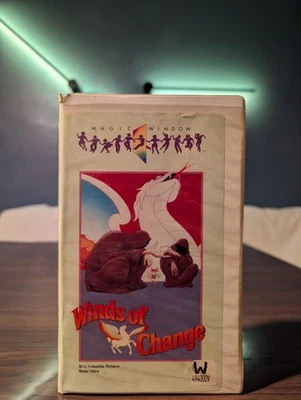 MAGIC WINDOW
Winds of
Change
RCA/Columbia Pictures
Home Video
W